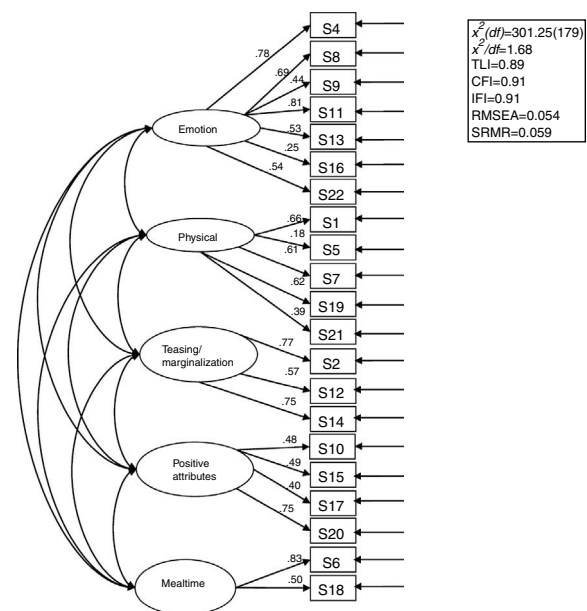 S4
.78
S8
.69
S9
.44
S11
.81
Emotion
S13
.53
S16
.25
S22
.54
S1
.66
Physical
S5
.18
S7
.61
S19
.62
S21
.39
Teasing/
marginalization
S2
.77
S12
.57
S14
.75
S10
.48
Positive
attributes
S15
.49
S17
.40
S20
.75
S6
.83
Mealtime
S18
.50
x²(df)=301.25(179)
x²/df=1.68
TLI=0.89
CFI=0.91
IFI=0.91
RMSEA=0.054
SRMR=0.059